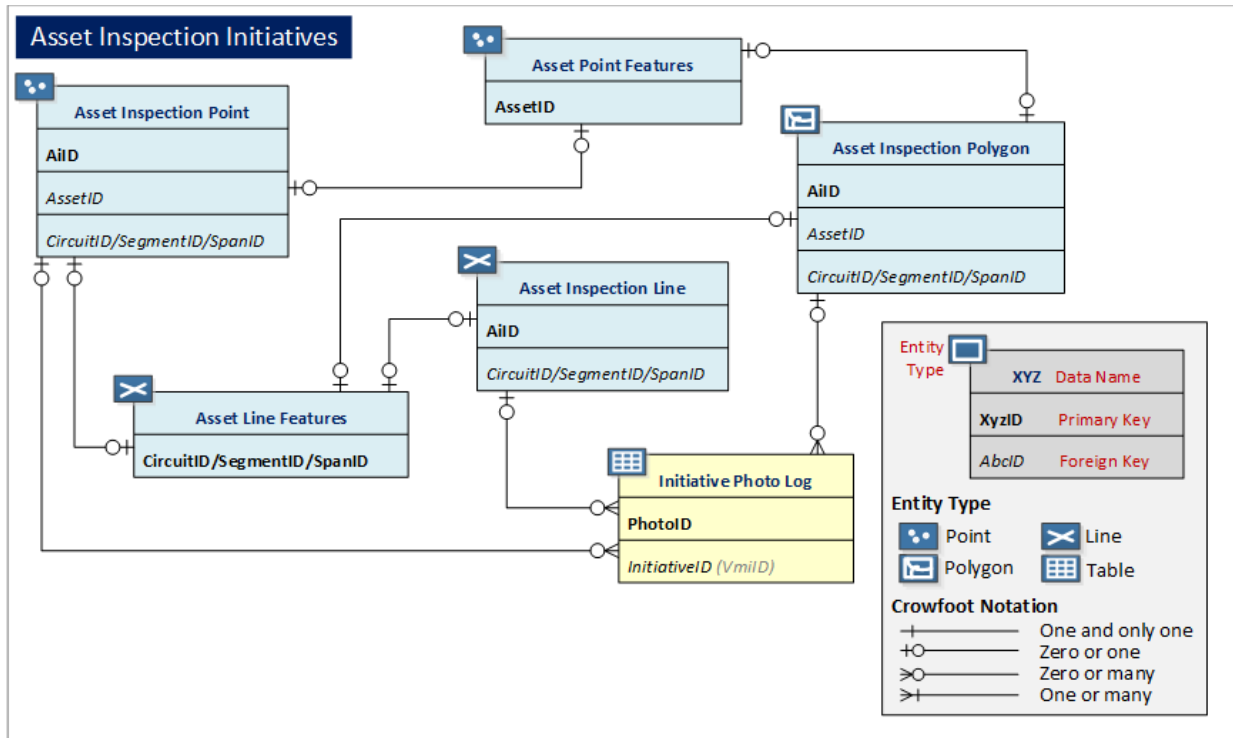 Asset Inspection Initiatives
Asset Point Features
AssetID
Asset Inspection Point
AiID
AssetID
CircuitID/SegmentID/SpanID
Asset Inspection Polygon
AiID
AssetID
CircuitID/SegmentID/SpanID
Asset Inspection Line
AiID
CircuitID/SegmentID/SpanID
Asset Line Features
CircuitID/SegmentID/SpanID
Initiative Photo Log
PhotoID
InitiativeID (VmiID)
Entity
Type
XYZ Data Name
XyzID Primary Key
AbcID Foreign Key
Entity Type
Point
Line
Polygon
Table
Crowfoot Notation
One and only one
Zero or one
Zero or many
One or many